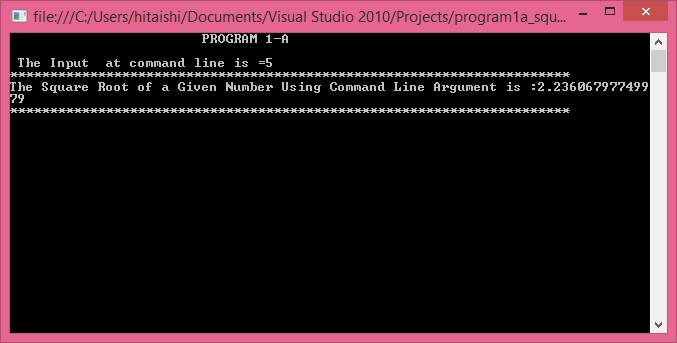 file:///C:/Users/hitaishi/Documents/Visual Studio 2010/Projects/program1a_squ...
PROGRAM 1-A
The Input  at command line is =5
**********************************************************************
The Square Root of a Given Number Using Command Line Argument is :2.236067977499
79
**********************************************************************